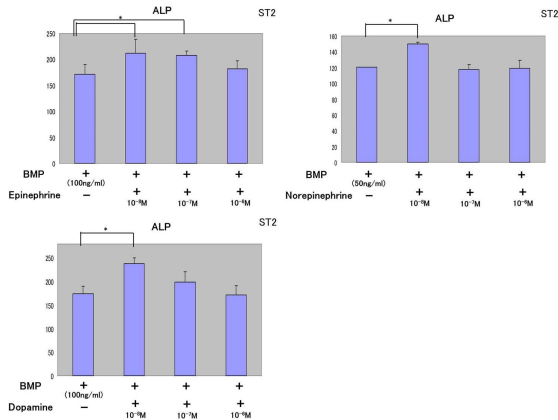 ALP
ST2
*
250
200
150
100
50
0
BMP + + + +
(100ng/ml)
Epinephrine − + + +
10⁻⁸M 10⁻⁷M 10⁻⁶M
ALP
ST2
*
160
140
120
100
80
60
40
20
0
BMP + + + +
(50ng/ml)
Norepinephrine − + + +
10⁻⁸M 10⁻⁷M 10⁻⁶M
ALP
ST2
*
250
200
150
100
50
0
BMP + + + +
(100ng/ml)
Dopamine − + + +
10⁻⁸M 10⁻⁷M 10⁻⁶M